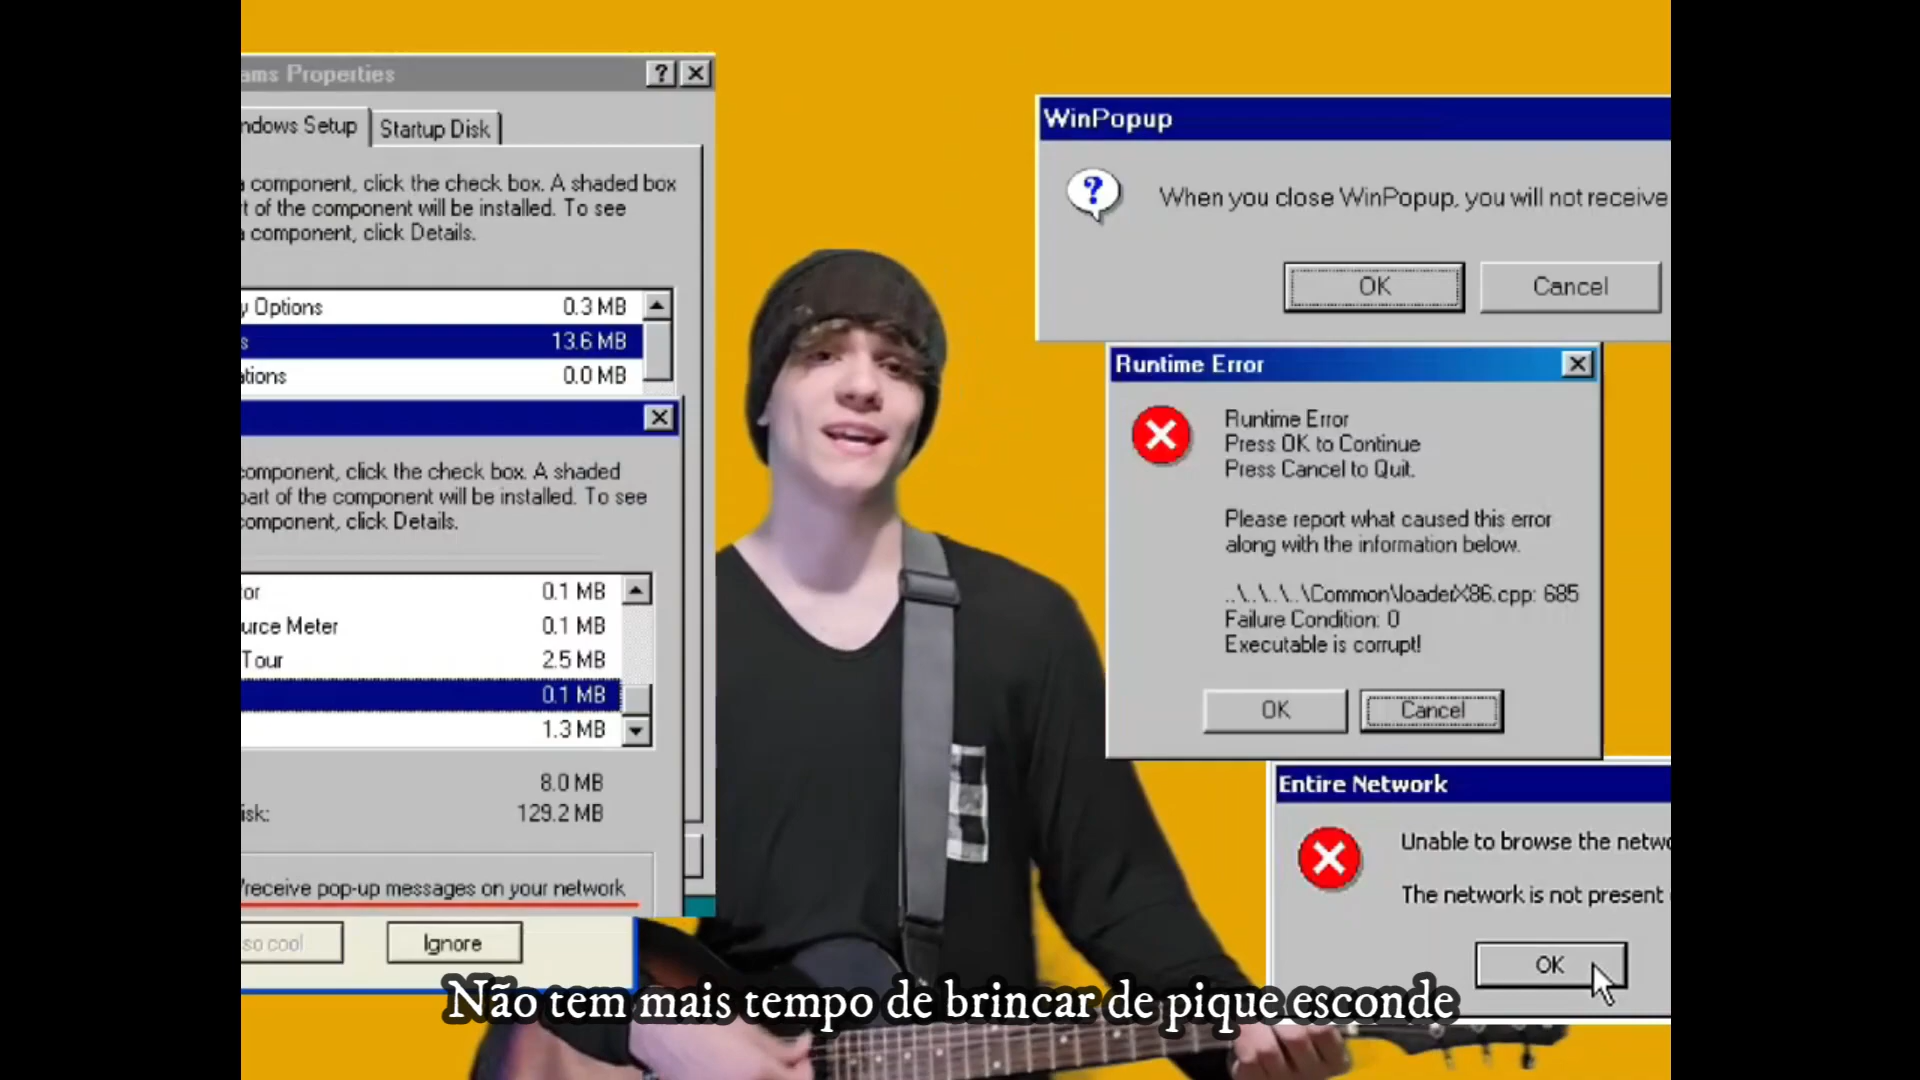 ams Properties
ndows Setup
Startup Disk
a component, click the check box. A shaded box
t of the component will be installed. To see
a component, click Details.
y Options 0.3 MB
s 13.6 MB
ations 0.0 MB
component, click the check box. A shaded
part of the component will be installed. To see
component, click Details.
or 0.1 MB
urce Meter 0.1 MB
Tour 2.5 MB
0.1 MB
1.3 MB
8.0 MB
isk: 129.2 MB
receive pop-up messages on your network
so cool
Ignore
WinPopup
When you close WinPopup, you will not receive
OK
Cancel
Runtime Error
Runtime Error
Press OK to Continue
Press Cancel to Quit.
Please report what caused this error
along with the information below.
..\..\..\..\Common\loaderX86.cpp: 685
Failure Condition: 0
Executable is corrupt!
OK
Cancel
Entire Network
Unable to browse the netwo
The network is not present
OK
Não tem mais tempo de brincar de pique esconde